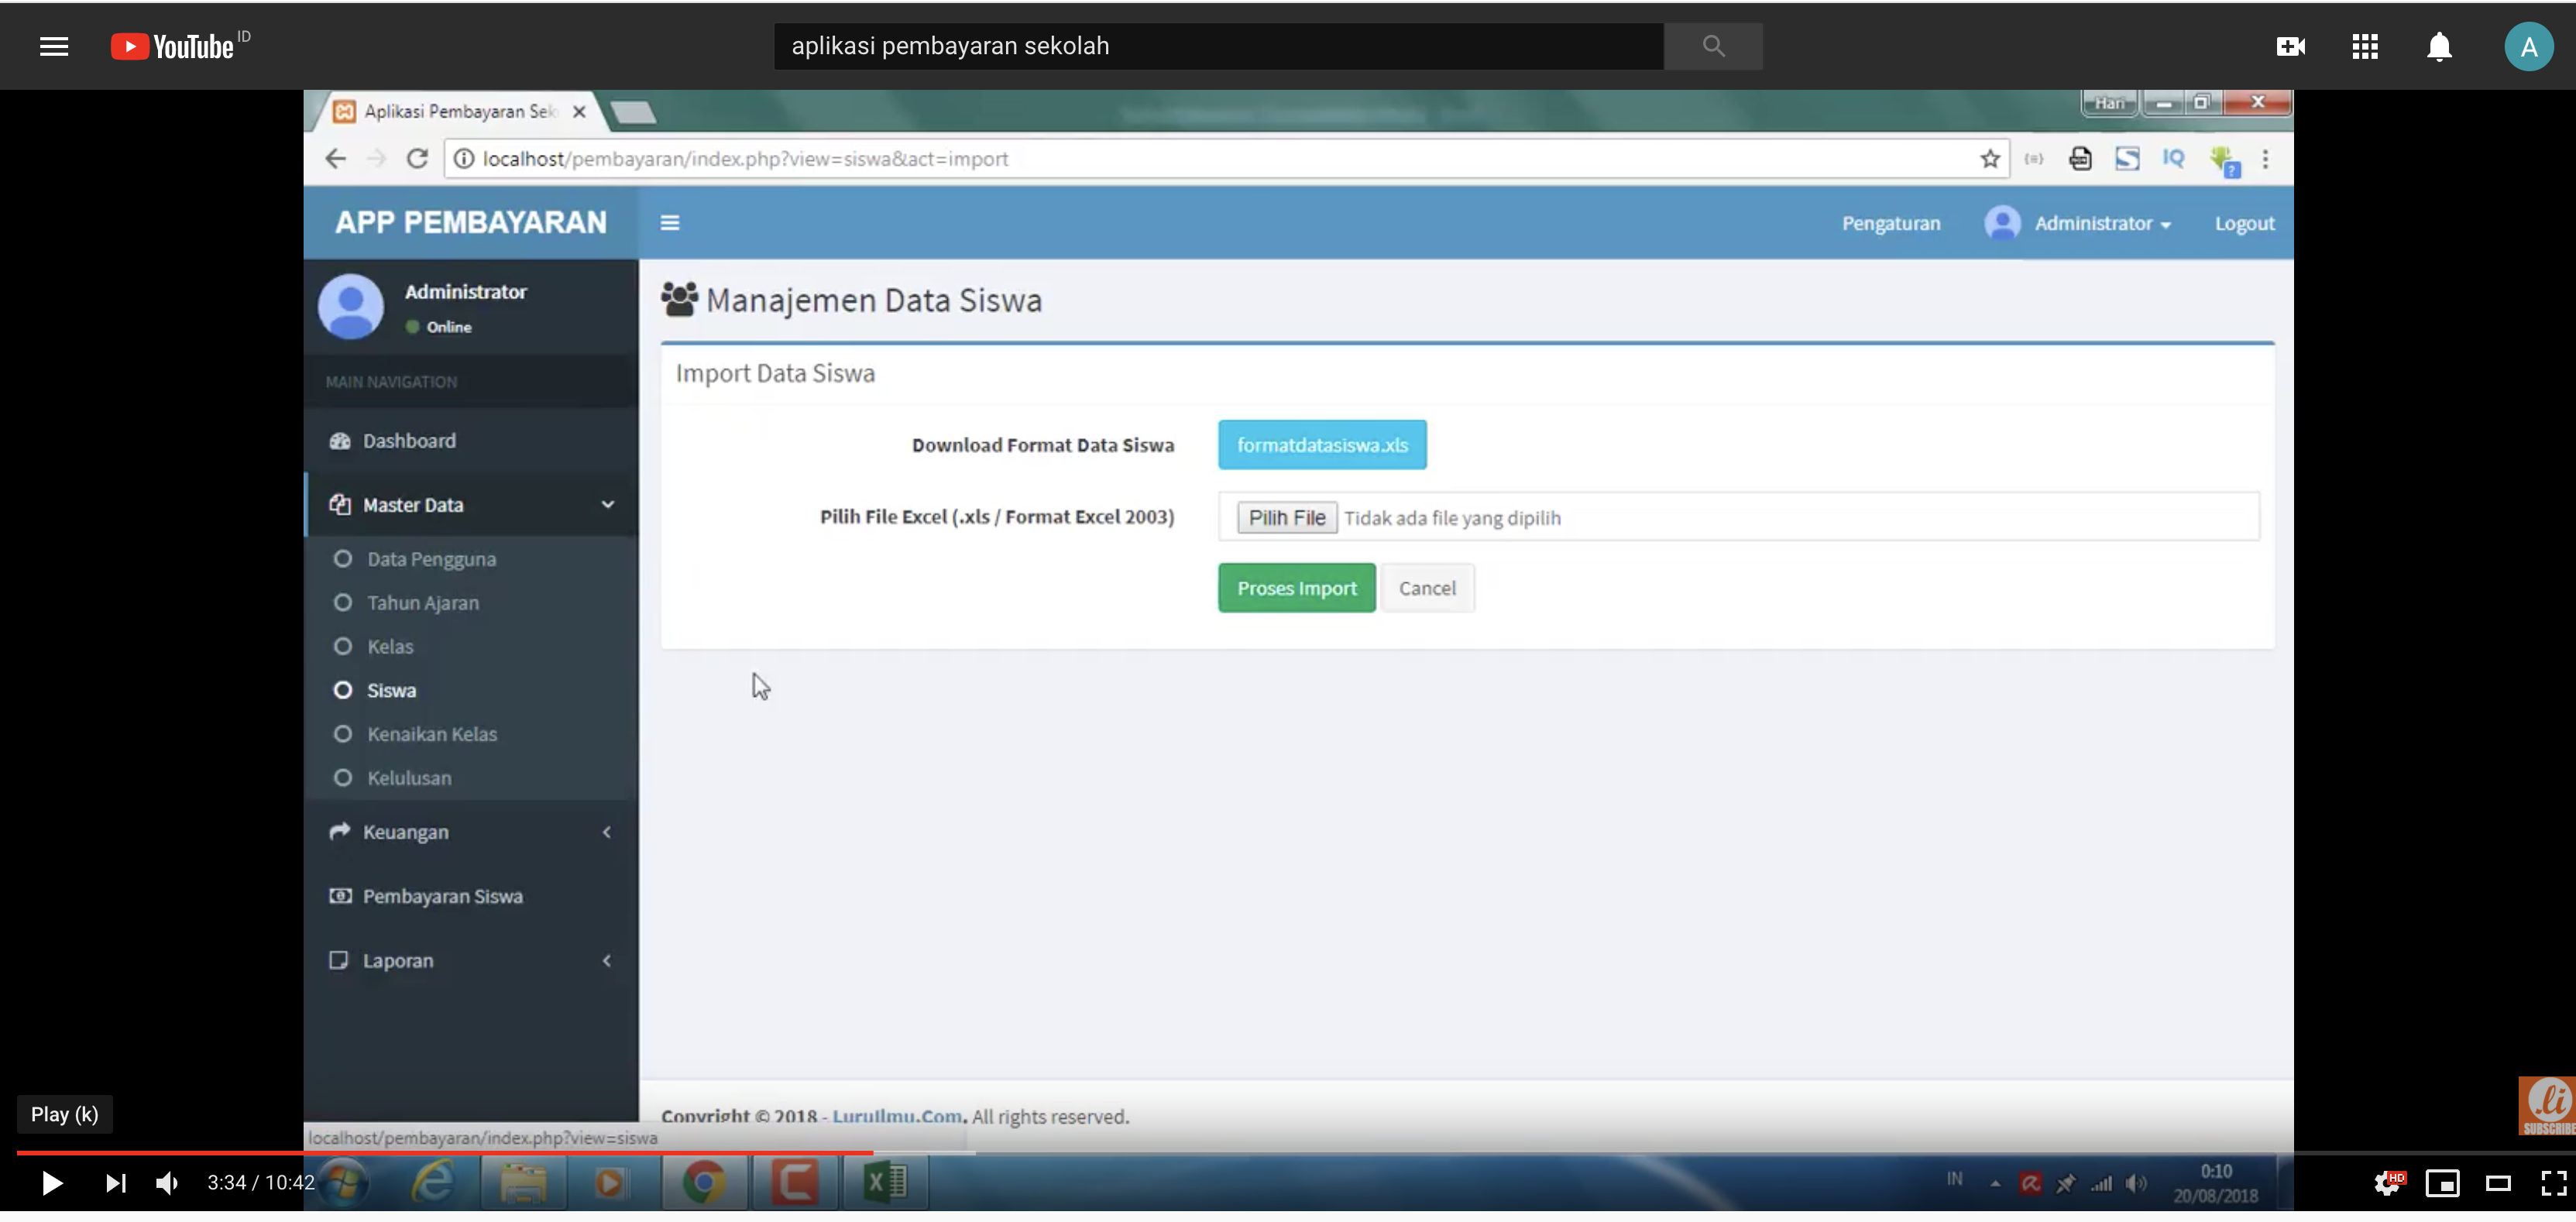 YouTube ID
aplikasi pembayaran sekolah
A
Aplikasi Pembayaran Sek
Hari
localhost/pembayaran/index.php?view=siswa&act=import
IQ
APP PEMBAYARAN
Pengaturan
Administrator
Logout
Administrator
Online
MAIN NAVIGATION
Dashboard
Master Data
Data Pengguna
Tahun Ajaran
Kelas
Siswa
Kenaikan Kelas
Kelulusan
Keuangan
Pembayaran Siswa
Laporan
Manajemen Data Siswa
Import Data Siswa
Download Format Data Siswa
formatdatasiswa.xls
Pilih File Excel (.xls / Format Excel 2003)
Pilih File Tidak ada file yang dipilih
Proses Import
Cancel
Copyright © 2018 - LuruIlmu.Com. All rights reserved.
.li
SUBSCRIBE
Play (k)
localhost/pembayaran/index.php?view=siswa
3:34 / 10:42
IN
0:10
20/08/2018
HD